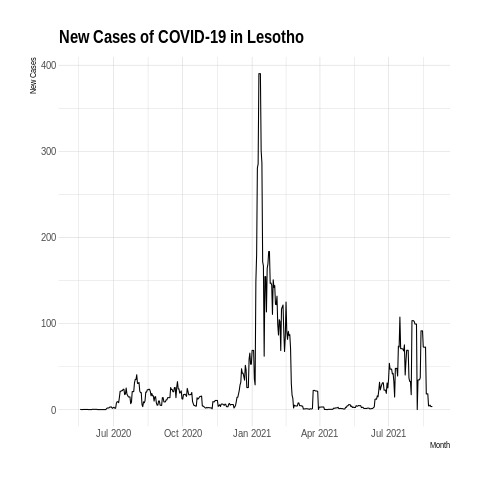 New Cases of COVID-19 in Lesotho
New Cases
400
300
200
100
0
Jul 2020 Oct 2020 Jan 2021 Apr 2021 Jul 2021
Month